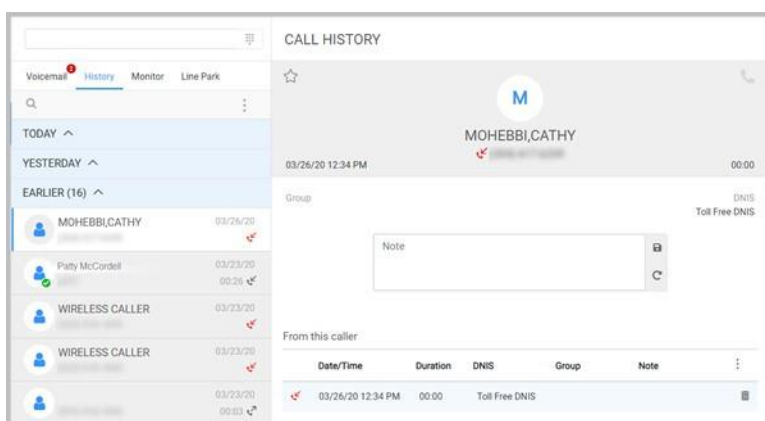 CALL HISTORY
Voicemail 2 History Monitor Line Park
M
MOHEBBI,CATHY
03/26/20 12:34 PM
00:00
TODAY
YESTERDAY
EARLIER (16)
MOHEBBI,CATHY 03/26/20
Patty McCordell 03/23/20
00:26
WIRELESS CALLER 03/23/20
WIRELESS CALLER 03/23/20
03/23/20
00:03
Group
DNIS
Toll Free DNIS
Note
From this caller
Date/Time Duration DNIS Group Note
03/26/20 12:34 PM 00:00 Toll Free DNIS